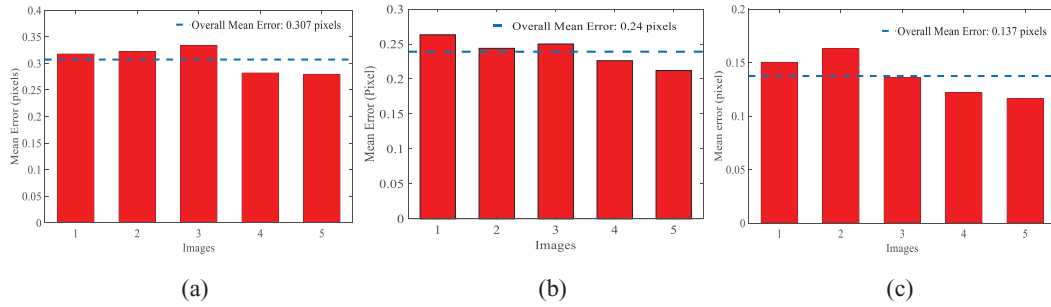 0.4
0.35
0.3
0.25
0.2
0.15
0.1
0.05
0
Mean Error (pixels)
Overall Mean Error: 0.307 pixels
1 2 3 4 5
Images
(a)
0.3
0.25
0.2
0.15
0.1
0.05
0
Mean Error (Pixel)
Overall Mean Error: 0.24 pixels
1 2 3 4 5
Images
(b)
0.2
0.15
0.1
0.05
0
Mean error (pixel)
Overall Mean Error: 0.137 pixels
1 2 3 4 5
Images
(c)